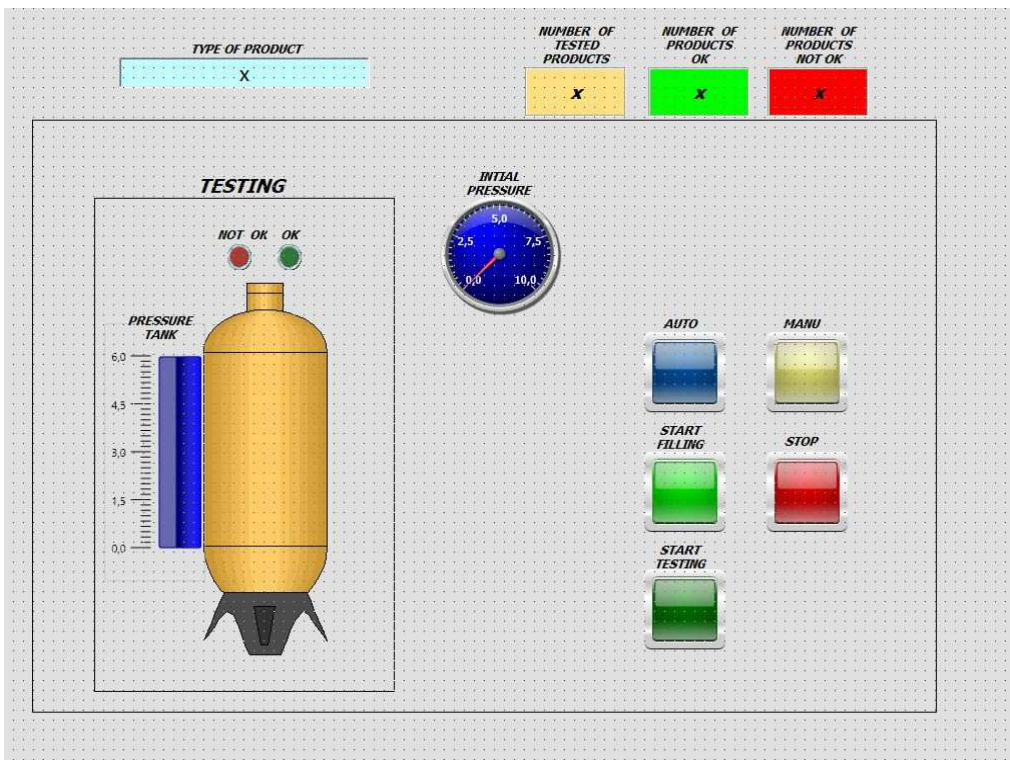 TYPE OF PRODUCT
X
NUMBER OF
TESTED
PRODUCTS
X
NUMBER OF
PRODUCTS
OK
X
NUMBER OF
PRODUCTS
NOT OK
X
TESTING
NOT OK OK
PRESSURE
TANK
6,0
4,5
3,0
1,5
0,0
INTIAL
PRESSURE
5,0
2,5 7,5
0,0 10,0
AUTO
MANU
START
FILLING
STOP
START
TESTING